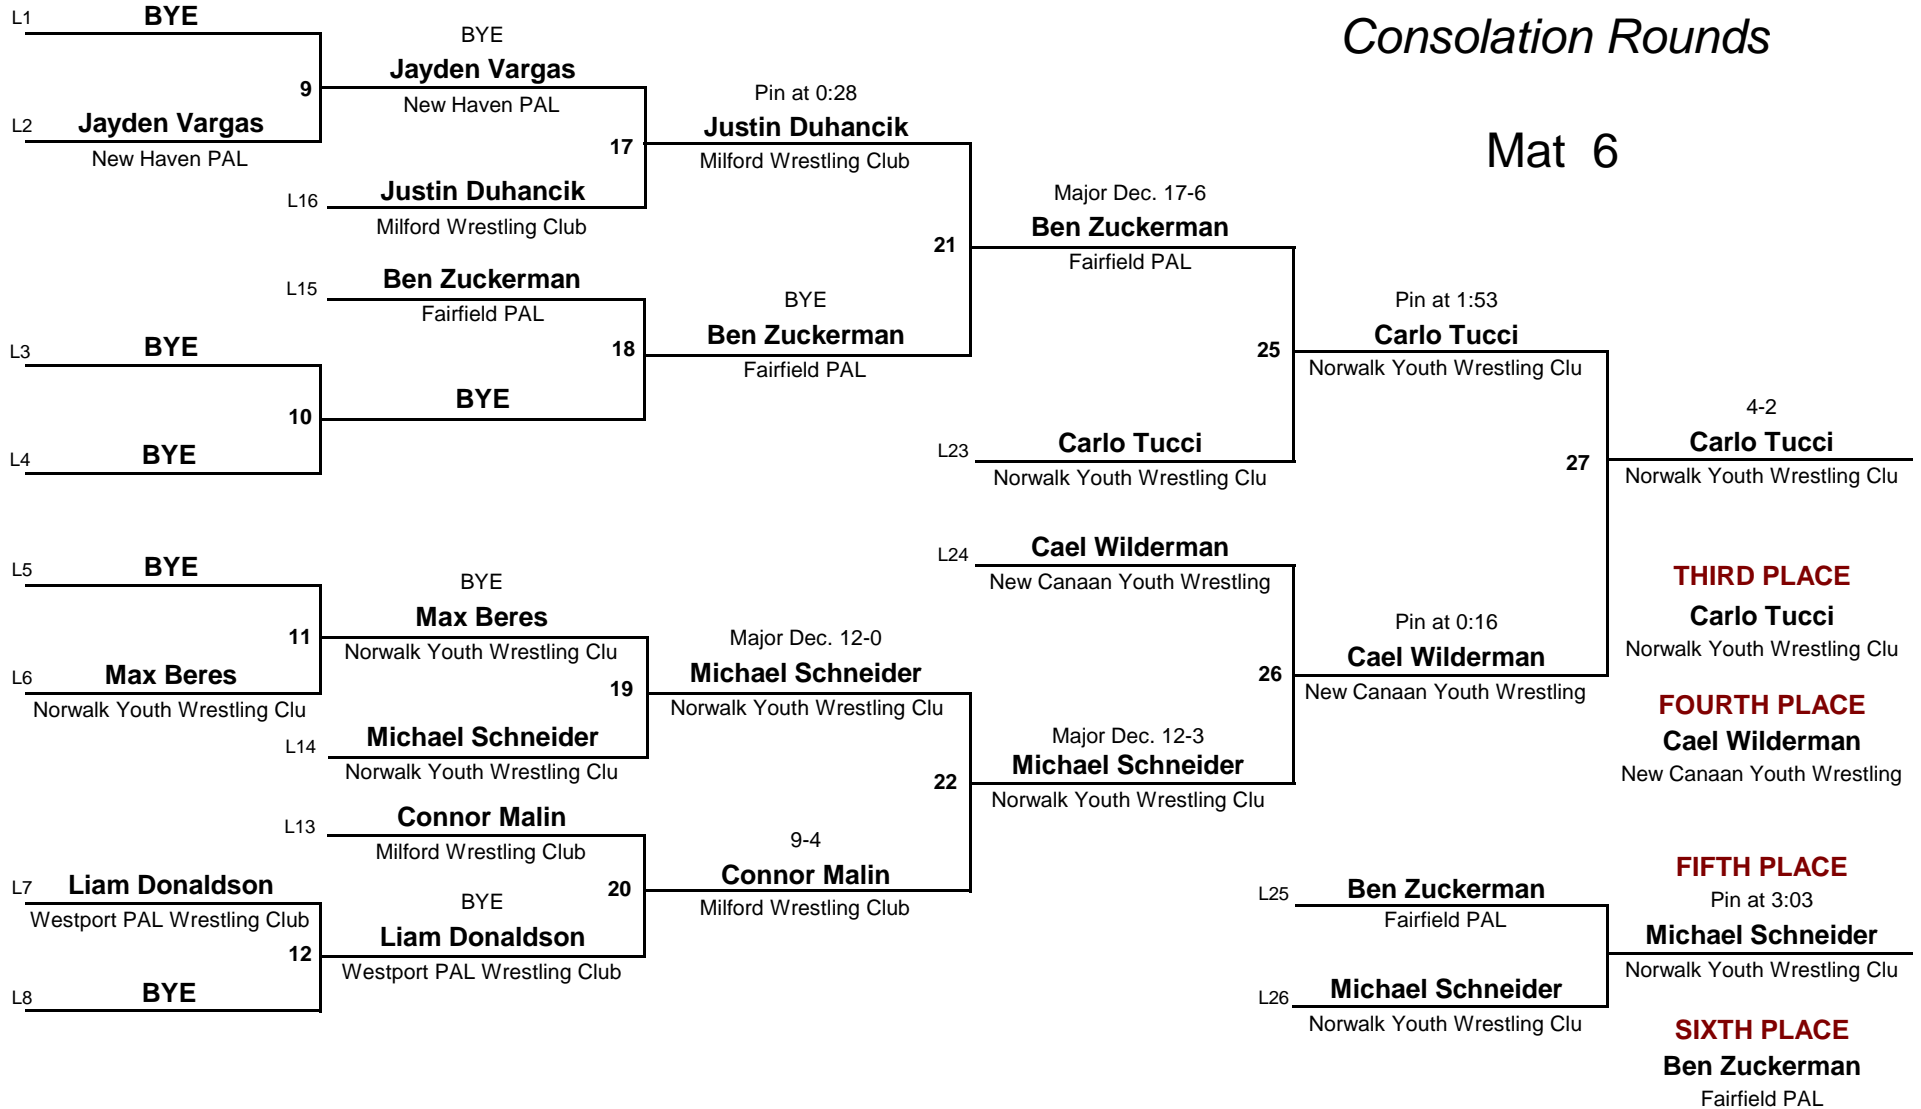 Consolation Rounds
Mat 6
L1
BYE
9
L2
Jayden Vargas
New Haven PAL
BYE
Jayden Vargas
New Haven PAL
17
L16
Justin Duhancik
Milford Wrestling Club
Pin at 0:28
Justin Duhancik
Milford Wrestling Club
L15
Ben Zuckerman
Fairfield PAL
18
L3
BYE
10
L4
BYE
BYE
BYE
Ben Zuckerman
Fairfield PAL
21
Major Dec. 17-6
Ben Zuckerman
Fairfield PAL
25
L23
Carlo Tucci
Norwalk Youth Wrestling Clu
Pin at 1:53
Carlo Tucci
Norwalk Youth Wrestling Clu
27
4-2
Carlo Tucci
Norwalk Youth Wrestling Clu
L5
BYE
11
L6
Max Beres
Norwalk Youth Wrestling Clu
BYE
Max Beres
Norwalk Youth Wrestling Clu
19
L14
Michael Schneider
Norwalk Youth Wrestling Clu
Major Dec. 12-0
Michael Schneider
Norwalk Youth Wrestling Clu
L13
Connor Malin
Milford Wrestling Club
20
L7
Liam Donaldson
Westport PAL Wrestling Club
12
L8
BYE
BYE
Liam Donaldson
Westport PAL Wrestling Club
9-4
Connor Malin
Milford Wrestling Club
22
L24
Cael Wilderman
New Canaan Youth Wrestling
26
Major Dec. 12-3
Michael Schneider
Norwalk Youth Wrestling Clu
Pin at 0:16
Cael Wilderman
New Canaan Youth Wrestling
THIRD PLACE
Carlo Tucci
Norwalk Youth Wrestling Clu
FOURTH PLACE
Cael Wilderman
New Canaan Youth Wrestling
L25
Ben Zuckerman
Fairfield PAL
L26
Michael Schneider
Norwalk Youth Wrestling Clu
FIFTH PLACE
Pin at 3:03
Michael Schneider
Norwalk Youth Wrestling Clu
SIXTH PLACE
Ben Zuckerman
Fairfield PAL